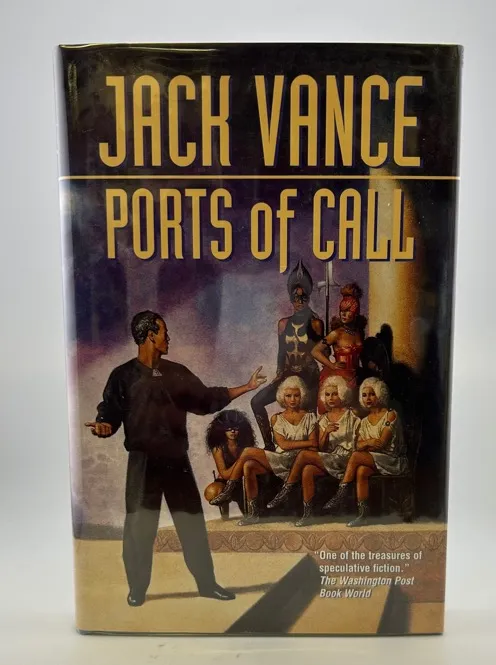 JACK VANCE
PORTS of CALL
"One of the treasures of
speculative fiction."
The Washington Post
Book World